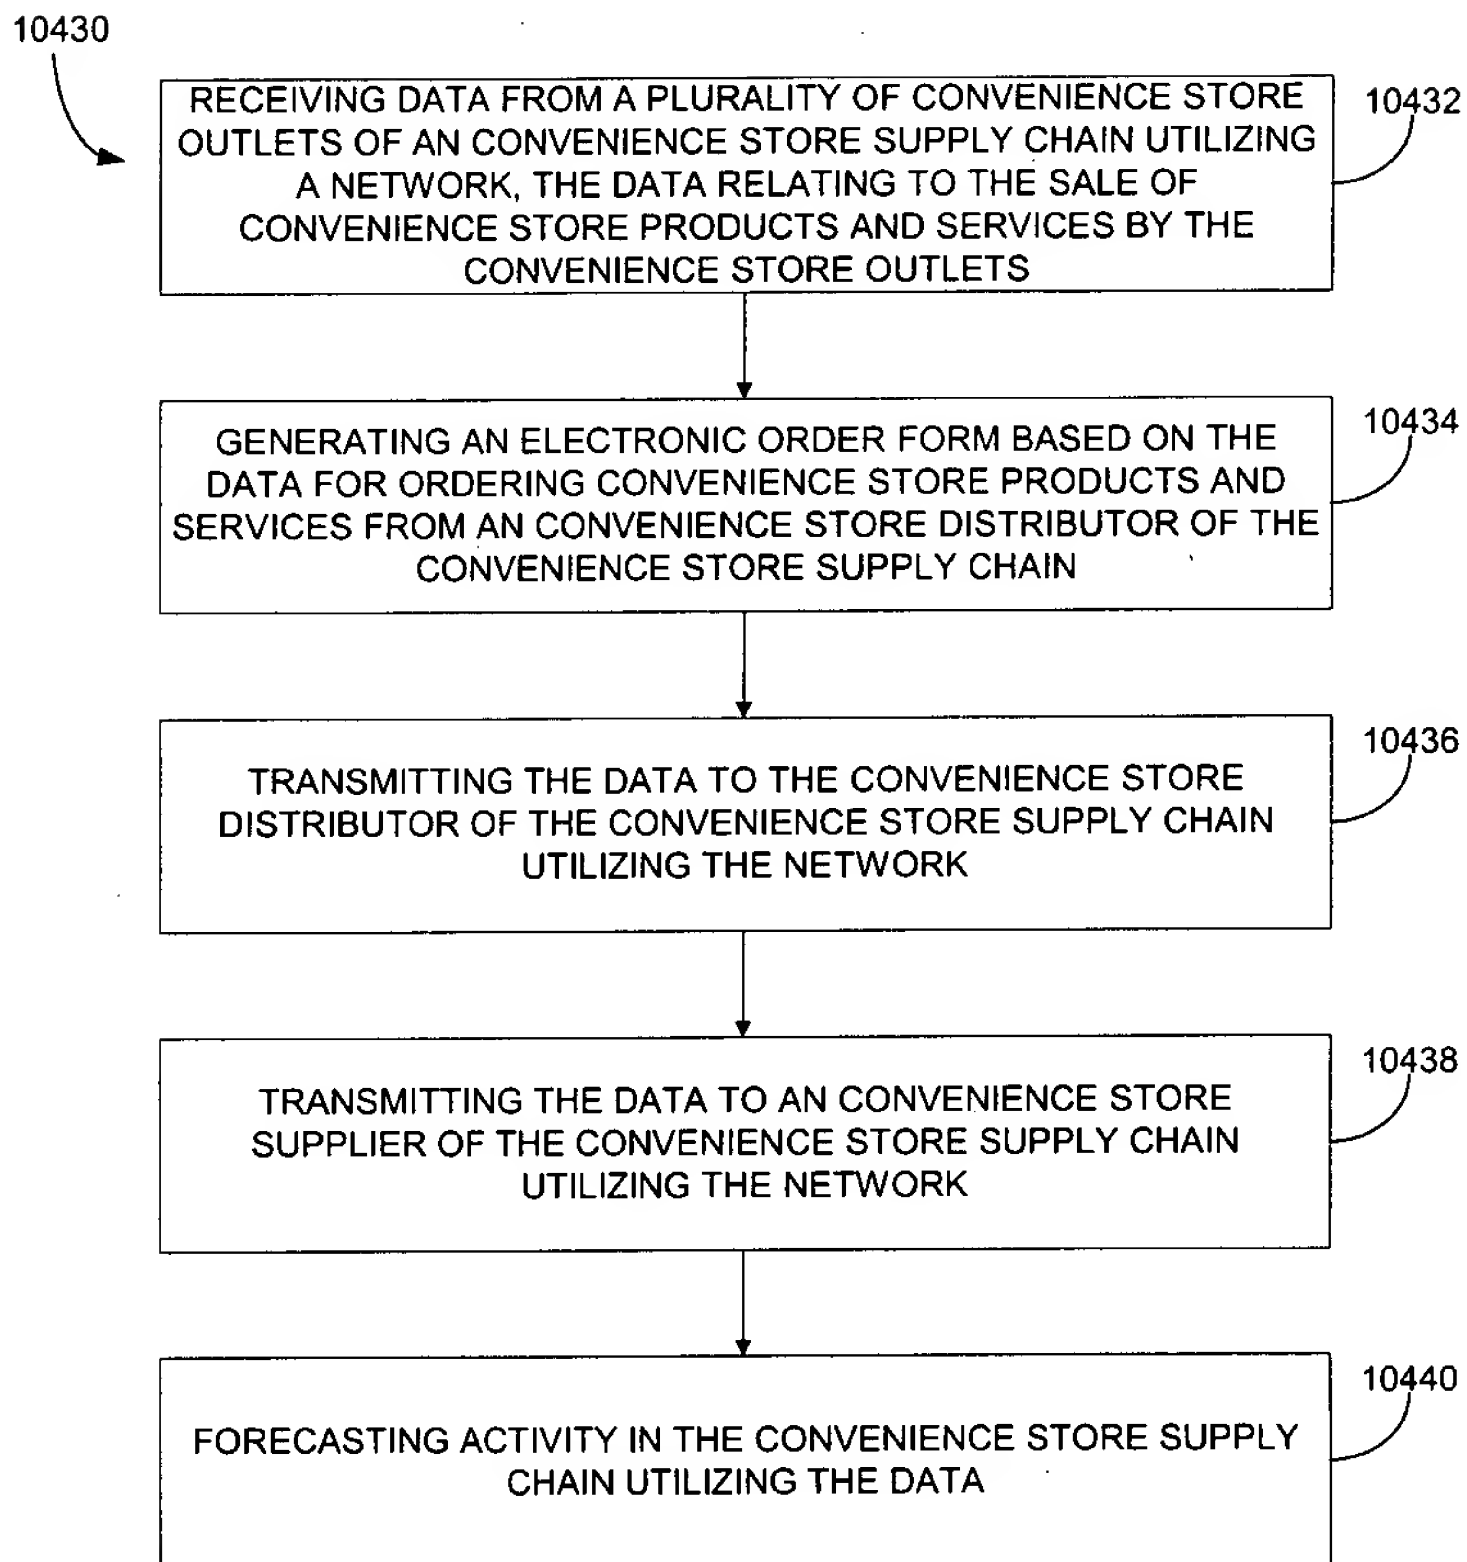 10430
RECEIVING DATA FROM A PLURALITY OF CONVENIENCE STORE
OUTLETS OF AN CONVENIENCE STORE SUPPLY CHAIN UTILIZING
A NETWORK, THE DATA RELATING TO THE SALE OF
CONVENIENCE STORE PRODUCTS AND SERVICES BY THE
CONVENIENCE STORE OUTLETS
10432
GENERATING AN ELECTRONIC ORDER FORM BASED ON THE
DATA FOR ORDERING CONVENIENCE STORE PRODUCTS AND
SERVICES FROM AN CONVENIENCE STORE DISTRIBUTOR OF THE
CONVENIENCE STORE SUPPLY CHAIN
10434
TRANSMITTING THE DATA TO THE CONVENIENCE STORE
DISTRIBUTOR OF THE CONVENIENCE STORE SUPPLY CHAIN
UTILIZING THE NETWORK
10436
TRANSMITTING THE DATA TO AN CONVENIENCE STORE
SUPPLIER OF THE CONVENIENCE STORE SUPPLY CHAIN
UTILIZING THE NETWORK
10438
FORECASTING ACTIVITY IN THE CONVENIENCE STORE SUPPLY
CHAIN UTILIZING THE DATA
10440